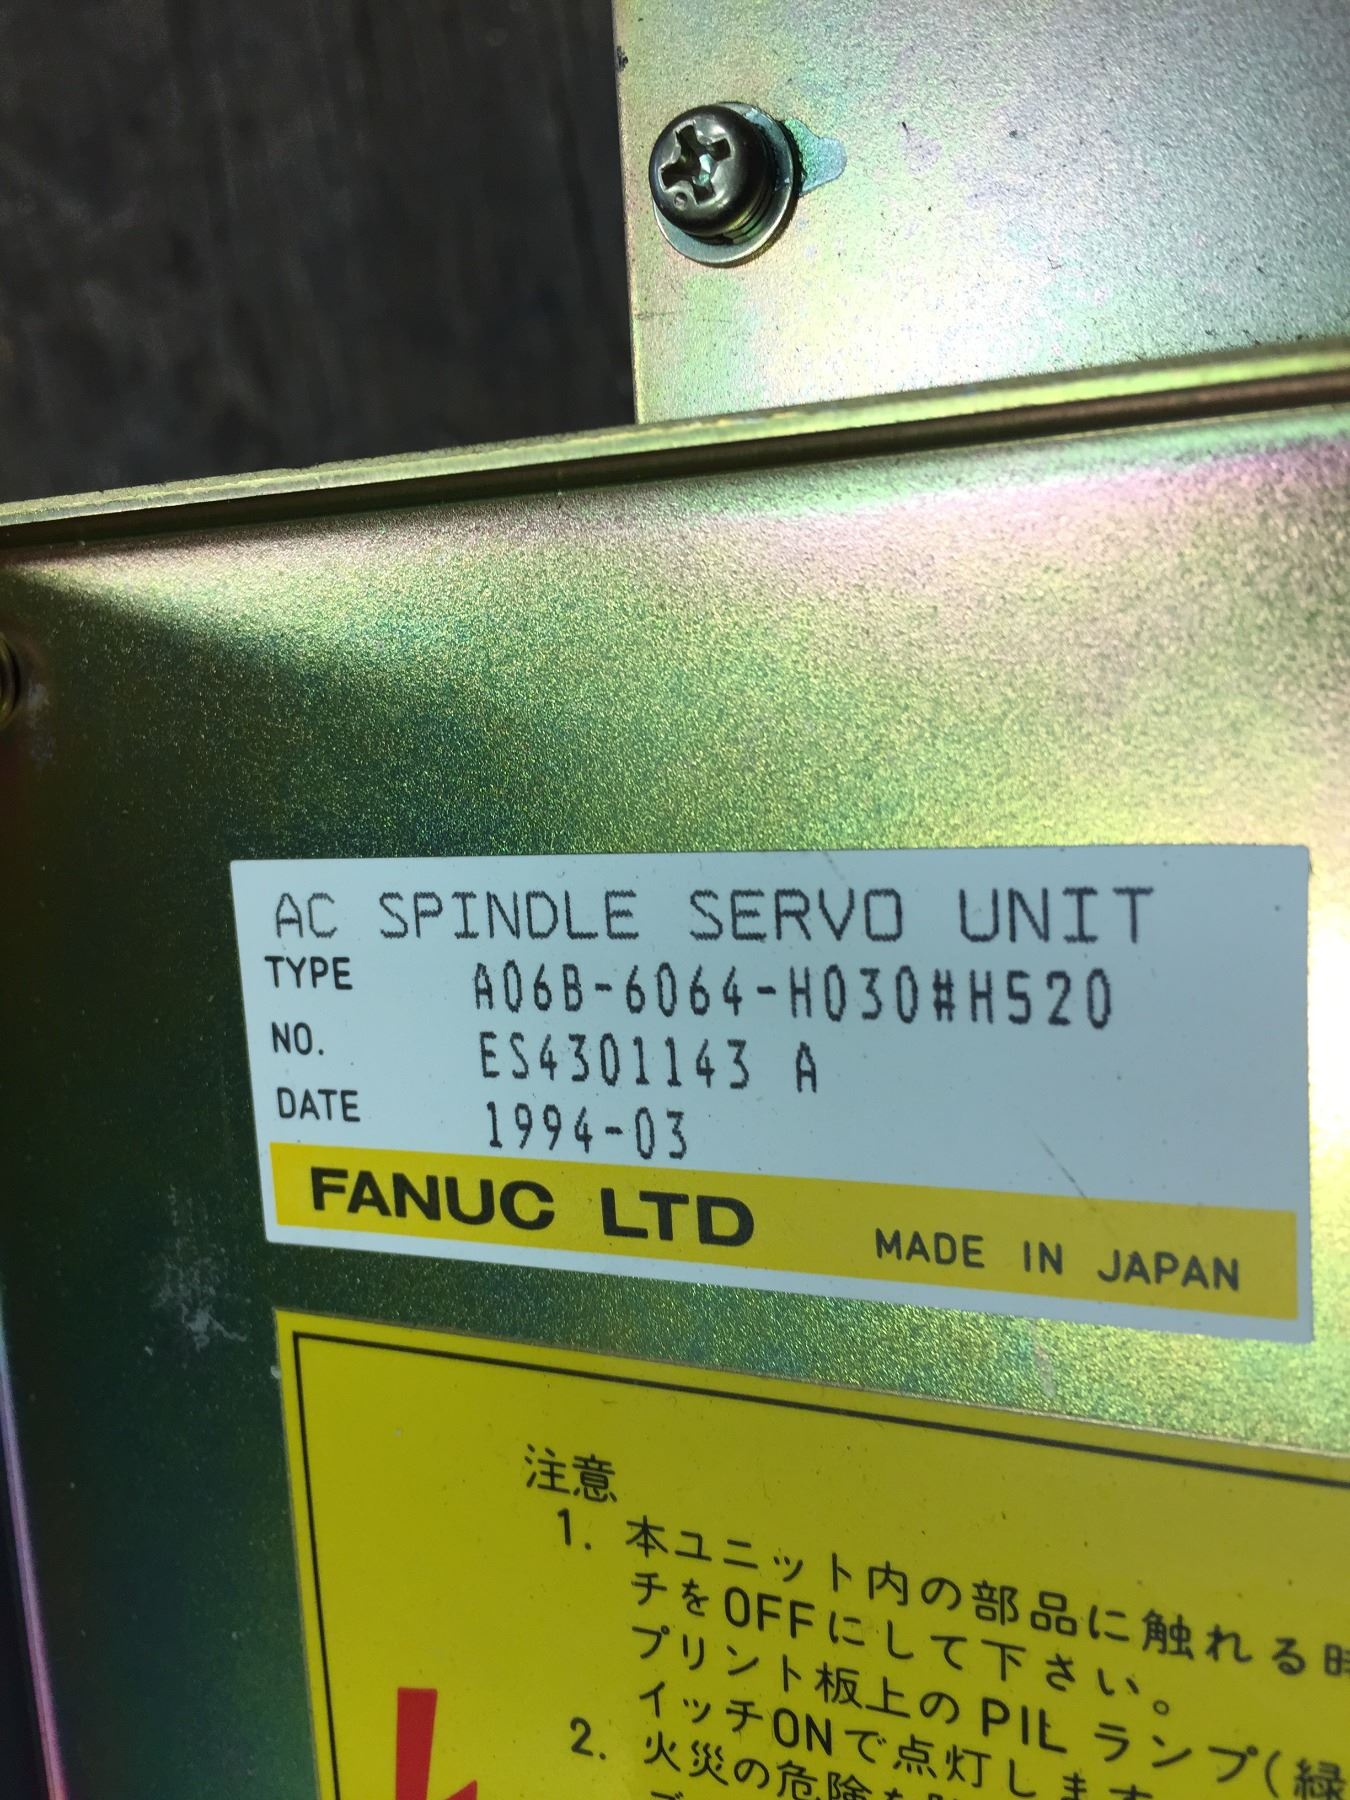 AC SPINDLE SERVO UNIT
TYPE A06B-6064-H030#H520
NO. ES4301143 A
DATE 1994-03
FANUC LTD MADE IN JAPAN
注意
1. 本ユニット内の部品に触れる時
チをOFFにして下さい。
プリント板上のPIL ランプ(緑
イッチONで点灯します
2. 火災の危険を